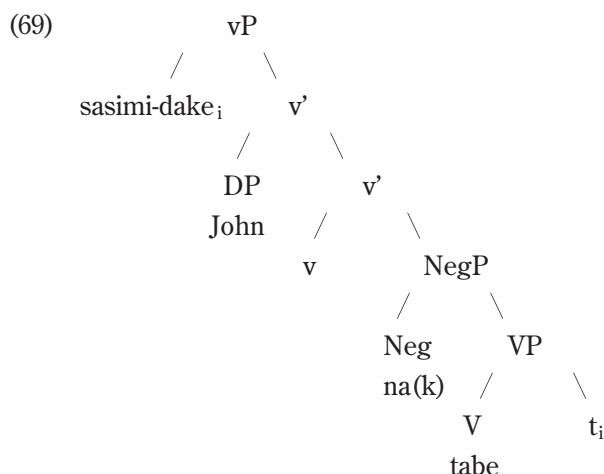 (69) vP
sasimi-dakeᵢ v’
DP v’
John
v NegP
Neg VP
na(k)
V tᵢ
tabe